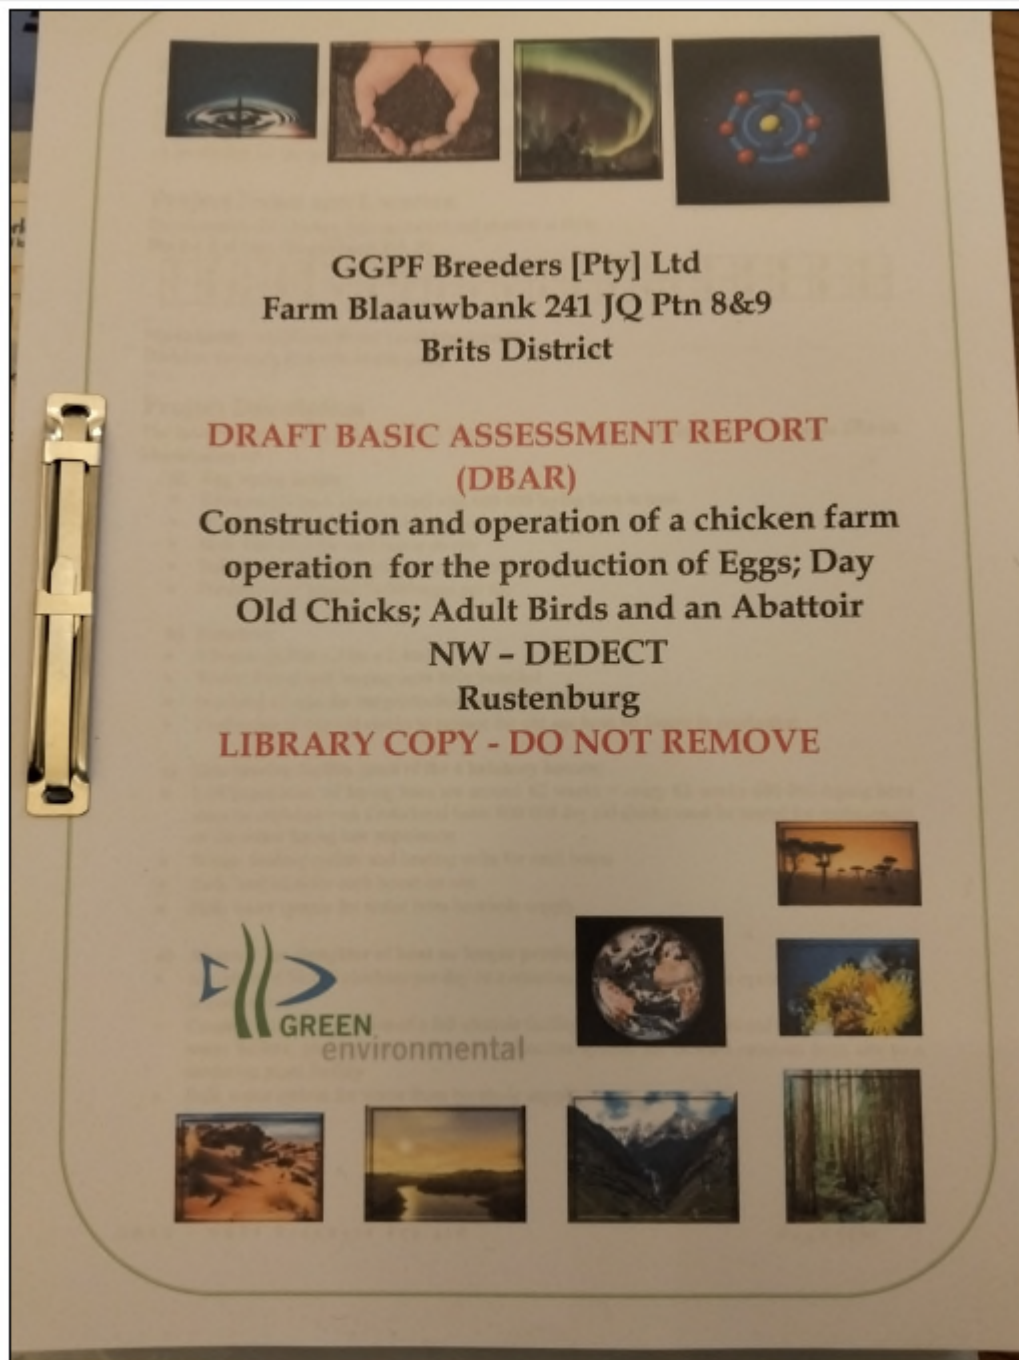 GGPF Breeders [Pty] Ltd
Farm Blaauwbank 241 JQ Ptn 8&9
Brits District
DRAFT BASIC ASSESSMENT REPORT
(DBAR)
Construction and operation of a chicken farm
operation for the production of Eggs; Day
Old Chicks; Adult Birds and an Abattoir
NW – DEDECT
Rustenburg
LIBRARY COPY - DO NOT REMOVE
GREEN
environmental